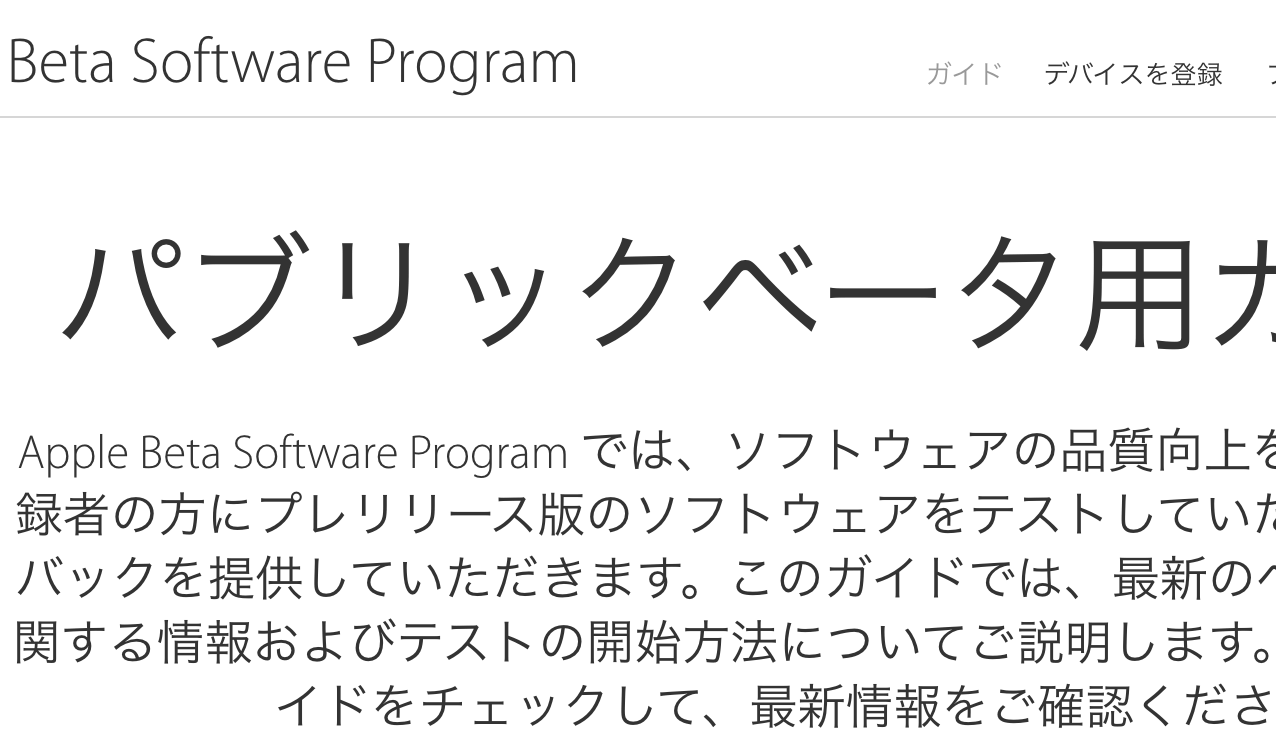 Beta Software Program
ガイド デバイスを登録
パブリックベータ用
Apple Beta Software Program では、ソフトウェアの品質向上を
録者の方にプレリリース版のソフトウェアをテストしていた
バックを提供していただきます。このガイドでは、最新のベ
関する情報およびテストの開始方法についてご説明します。
イドをチェックして、最新情報をご確認くださ